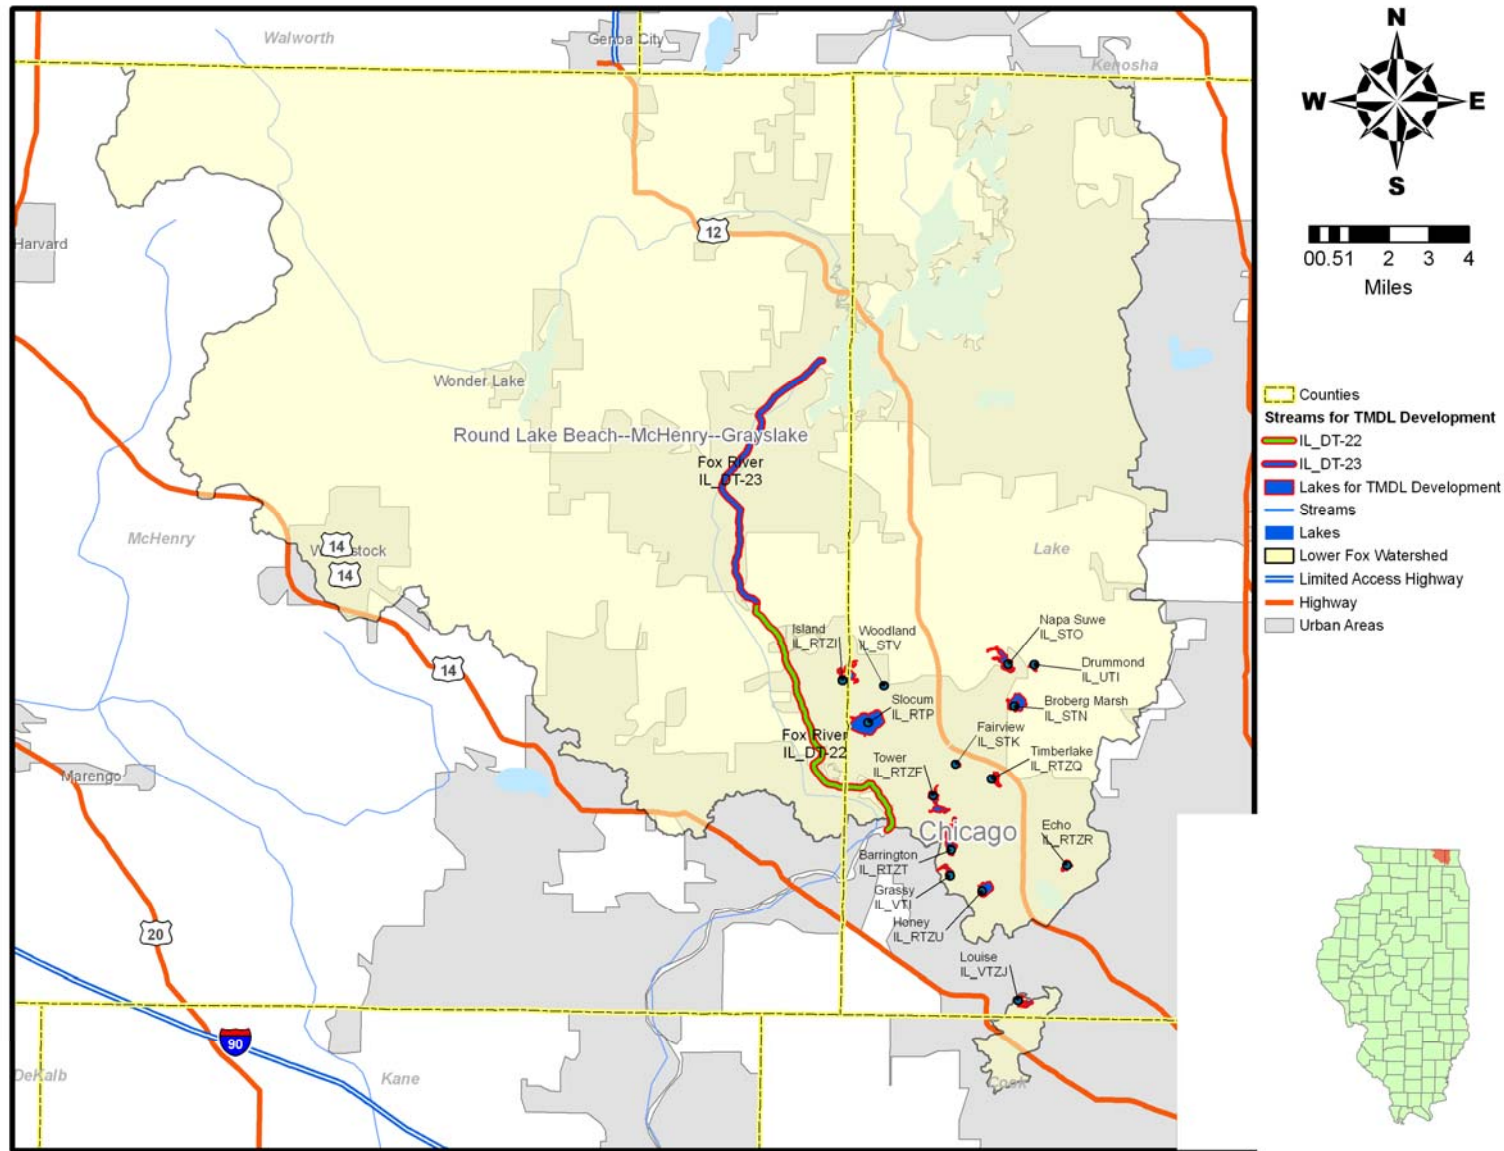 Walworth
Genoa City
Kenosha
N
W
E
S
Harvard
12
00.51 2 3 4
Miles
Wonder Lake
Round Lake Beach--McHenry--Grayslake
Fox River
IL_DT-23
Counties
Streams for TMDL Development
IL_DT-22
IL_DT-23
Lakes for TMDL Development
Streams
Lakes
Lower Fox Watershed
Limited Access Highway
Highway
Urban Areas
McHenry
14
Woodstock
14
Lake
Island
IL_RTZI
Woodland
IL_STV
Napa Suwe
IL_STO
Drummond
IL_UTI
14
Slocum
IL_RTP
Broberg Marsh
IL_STN
Fox River
IL_DT-22
Fairview
IL_STK
Tower
IL_RTZF
Timberlake
IL_RTZQ
Marengo
Chicago
Echo
IL_RTZR
Barrington
IL_RTZT
Grassy
IL_VTI
Honey
IL_RTZU
20
Louise
IL_VTZJ
90
DeKalb
Kane
Cook